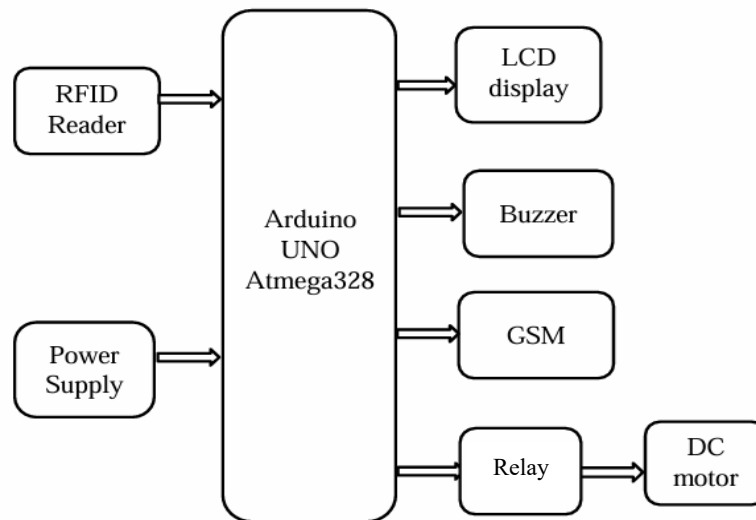 RFID
Reader
Power
Supply
Arduino
UNO
Atmega328
LCD
display
Buzzer
GSM
Relay
DC
motor